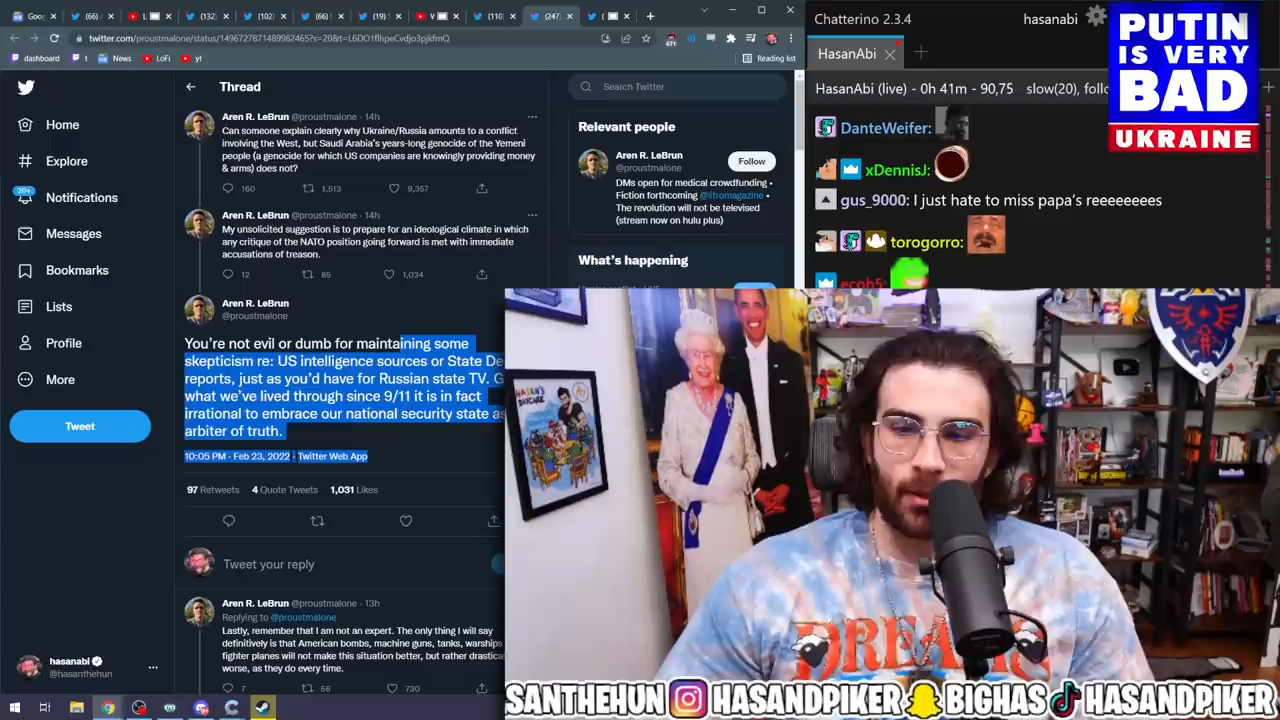 Goo
(66)
(132
(102
(66)
(19)
(110
(247
twitter.com/proustmalone/status/1496727871489982465?s=20&t=L6DO1flhpeCvdjo3pjkfmQ
dashboard
t
News
LoFi
yt
Reading list
Home
Explore
20+
Notifications
Messages
Bookmarks
Lists
Profile
More
Tweet
hasanabi
@hasanthehun
Thread
Aren R. LeBrun @proustmalone · 14h
Can someone explain clearly why Ukraine/Russia amounts to a conflict
involving the West, but Saudi Arabia's years-long genocide of the Yemeni
people (a genocide for which US companies are knowingly providing money
& arms) does not?
160
1,513
9,357
Aren R. LeBrun @proustmalone · 14h
My unsolicited suggestion is to prepare for an ideological climate in which
any critique of the NATO position going forward is met with immediate
accusations of treason.
12
85
1,034
Aren R. LeBrun
@proustmalone
You're not evil or dumb for maintaining some
skepticism re: US intelligence sources or State De
reports, just as you'd have for Russian state TV. G
what we've lived through since 9/11 it is in fact
irrational to embrace our national security state as
arbiter of truth.
10:05 PM · Feb 23, 2022 · Twitter Web App
97 Retweets 4 Quote Tweets 1,031 Likes
Tweet your reply
Aren R. LeBrun @proustmalone · 13h
Replying to @proustmalone
Lastly, remember that I am not an expert. The only thing I will say
definitively is that American bombs, machine guns, tanks, warships
fighter planes will not make this situation better, but rather drastical
worse, as they do every time.
7
56
730
Search Twitter
Relevant people
Aren R. LeBrun
@proustmalone
Follow
DMs open for medical crowdfunding •
Fiction forthcoming @litromagazine •
The revolution will not be televised
(stream now on hulu plus)
What's happening
Chatterino 2.3.4
hasanabi
HasanAbi
HasanAbi (live) - 0h 41m - 90,75
slow(20), follo
DanteWeifer:
xDennisJ:
gus_9000: I just hate to miss papa's reeeeeeees
torogorro:
ecob5:
PUTIN
IS VERY
BAD
UKRAINE
HASAN'S
DAYCARE
DREAMS
SANTHEHUN
HASANDPIKER
BIGHAS
HASANDPIKER